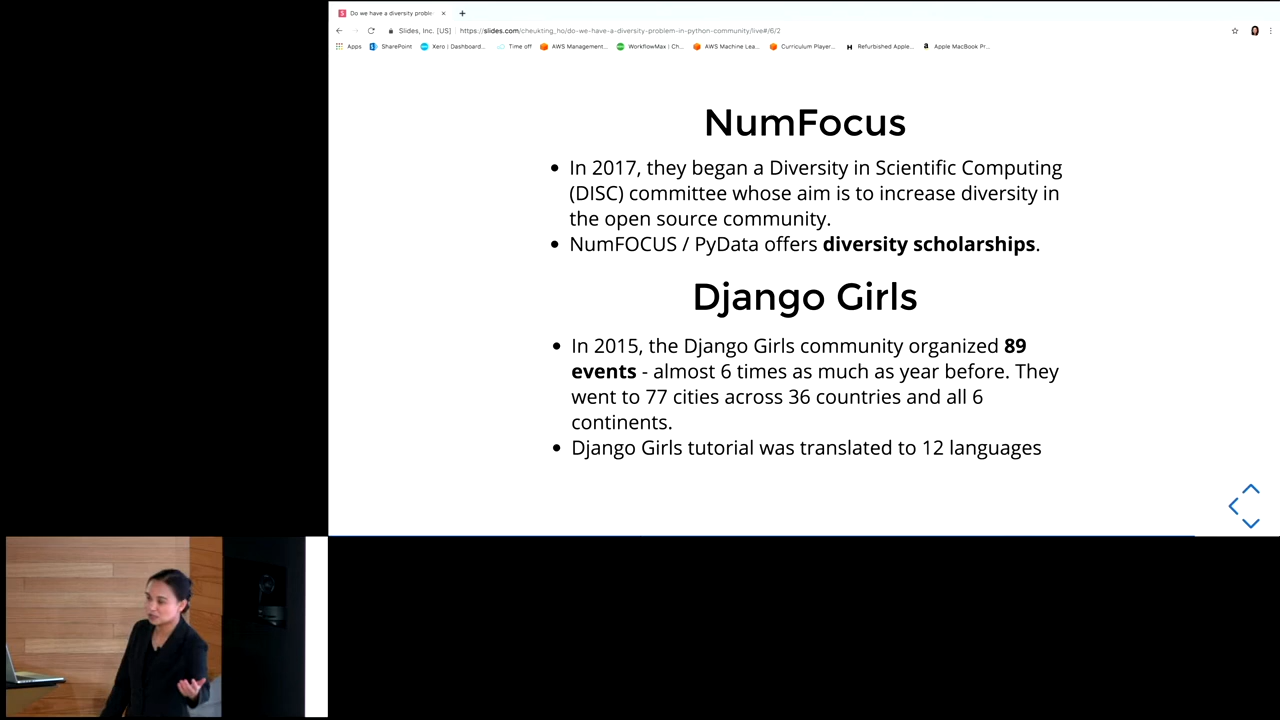 Do we have a diversity proble
Slides, Inc. [US]
https://slides.com/cheukting_ho/do-we-have-a-diversity-problem-in-python-community/live#/6/2
Apps SharePoint Xero | Dashboard... Time off AWS Management... WorkflowMax | Ch... AWS Machine Lea... Curriculum Player... Refurbished Apple... Apple MacBook Pr...
NumFocus
• In 2017, they began a Diversity in Scientific Computing
(DISC) committee whose aim is to increase diversity in
the open source community.
• NumFOCUS / PyData offers diversity scholarships.
Django Girls
• In 2015, the Django Girls community organized 89
events - almost 6 times as much as year before. They
went to 77 cities across 36 countries and all 6
continents.
• Django Girls tutorial was translated to 12 languages